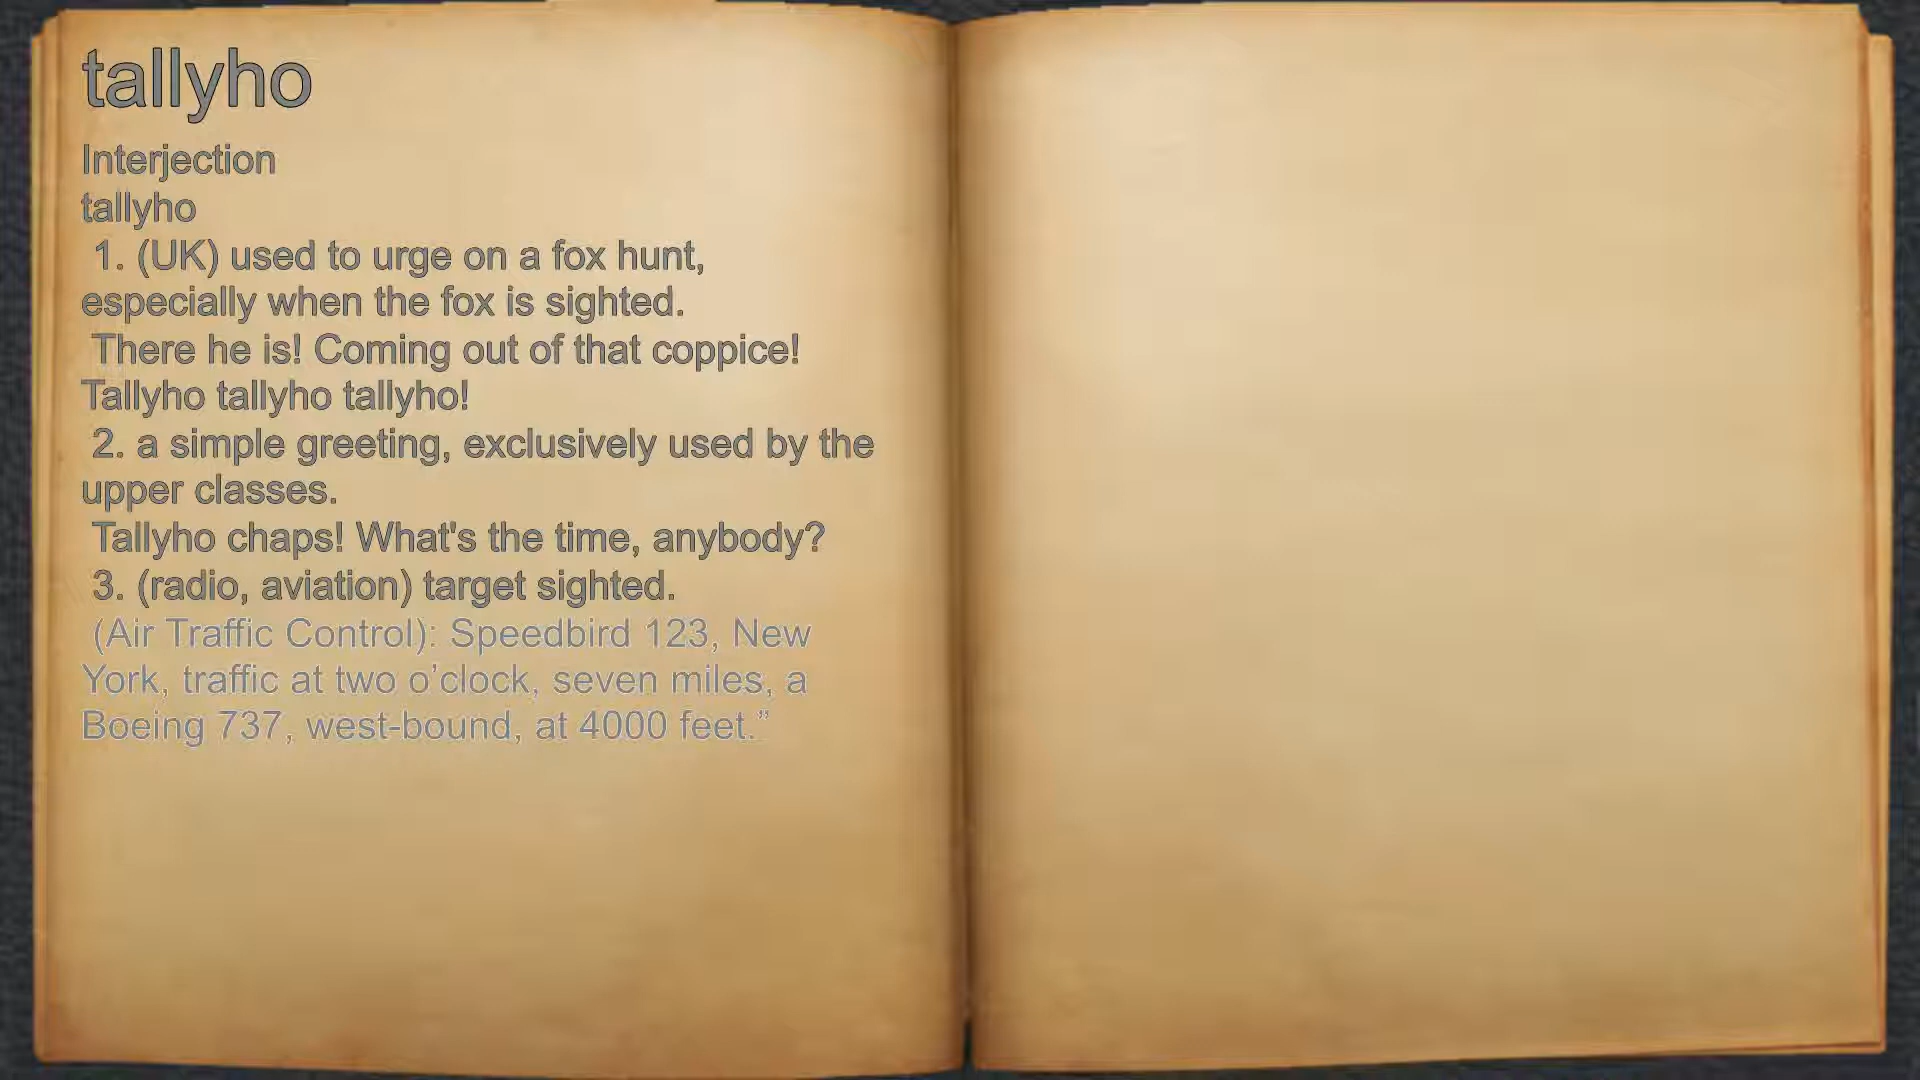 tallyho
Interjection
tallyho
1. (UK) used to urge on a fox hunt,
especially when the fox is sighted.
There he is! Coming out of that coppice!
Tallyho tallyho tallyho!
2. a simple greeting, exclusively used by the
upper classes.
Tallyho chaps! What's the time, anybody?
3. (radio, aviation) target sighted.
(Air Traffic Control): Speedbird 123, New
York, traffic at two o’clock, seven miles, a
Boeing 737, west-bound, at 4000 feet.”